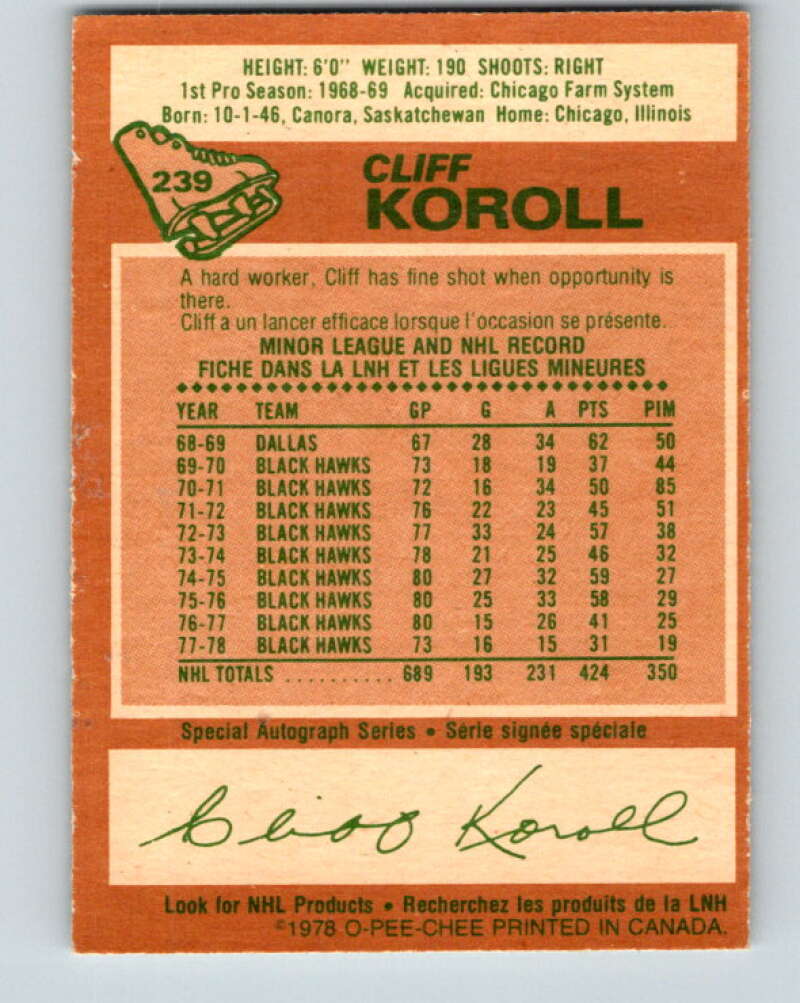 HEIGHT: 6'0" WEIGHT: 190 SHOOTS: RIGHT
1st Pro Season: 1968-69 Acquired: Chicago Farm System
Born: 10-1-46, Canora, Saskatchewan Home: Chicago, Illinois
239
CLIFF
KOROLL
A hard worker, Cliff has fine shot when opportunity is
there.
Cliff a un lancer efficace lorsque l'occasion se présente.
MINOR LEAGUE AND NHL RECORD
FICHE DANS LA LNH ET LES LIGUES MINEURES
YEAR TEAM GP G A PTS PIM
68-69 DALLAS 67 28 34 62 50
69-70 BLACK HAWKS 73 18 19 37 44
70-71 BLACK HAWKS 72 16 34 50 85
71-72 BLACK HAWKS 76 22 23 45 51
72-73 BLACK HAWKS 77 33 24 57 38
73-74 BLACK HAWKS 78 21 25 46 32
74-75 BLACK HAWKS 80 27 32 59 27
75-76 BLACK HAWKS 80 25 33 58 29
76-77 BLACK HAWKS 80 15 26 41 25
77-78 BLACK HAWKS 73 16 15 31 19
NHL TOTALS .......... 689 193 231 424 350
Special Autograph Series • Série signée spéciale
Cliff Koroll
Look for NHL Products • Recherchez les produits de la LNH
©1978 O-PEE-CHEE PRINTED IN CANADA.